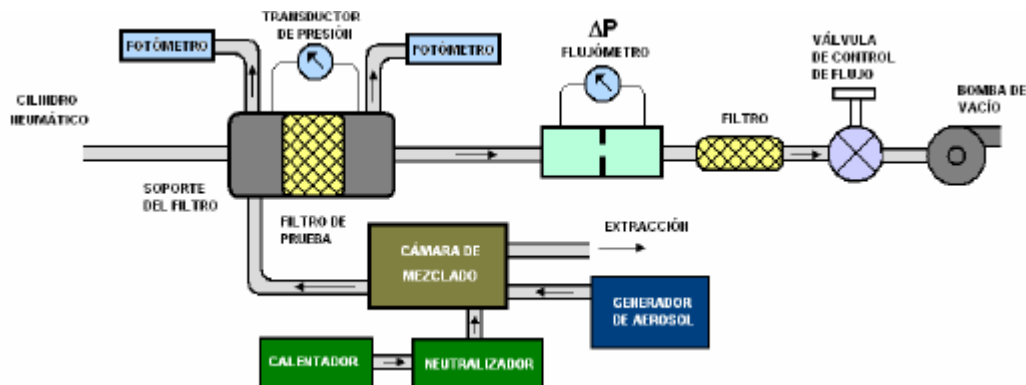 TRANSDUCTOR
DE PRESIÓN
FOTÓMETRO
FOTÓMETRO
ΔP
FLUJÓMETRO
VÁLVULA
DE CONTROL
DE FLUJO
BOMBA DE
VACÍO
CILINDRO
NEUMÁTICO
FILTRO
SOPORTE
DEL FILTRO
FILTRO DE
PRUEBA
EXTRACCIÓN
CÁMARA DE
MEZCLADO
GENERADOR
DE AEROSOL
CALENTADOR
NEUTRALIZADOR